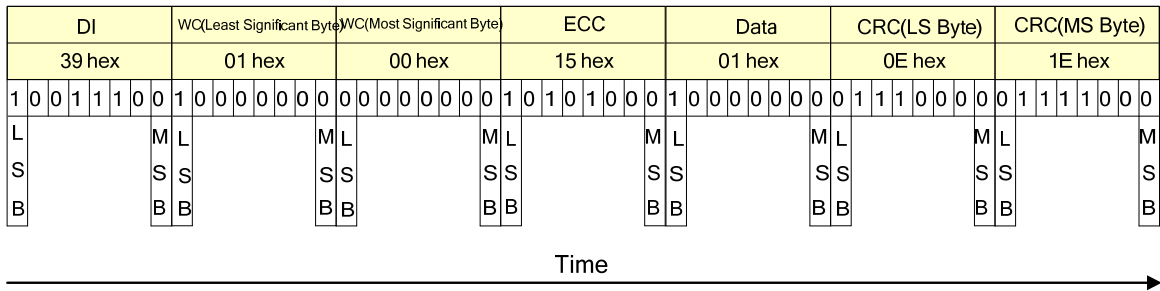 DI WC(Least Significant Byte) WC(Most Significant Byte) ECC Data CRC(LS Byte) CRC(MS Byte)
39 hex 01 hex 00 hex 15 hex 01 hex 0E hex 1E hex
1 0 0 1 1 1 0 0 1 0 0 0 0 0 0 0 0 0 0 0 0 0 0 0 1 0 1 0 1 0 0 0 1 0 0 0 0 0 0 0 0 1 1 1 0 0 0 0 0 1 1 1 1 0 0 0
L M L M L M L M L M L M L M
S S S S S S S S S S S S S S
B B B B B B B B B B B B B B
Time